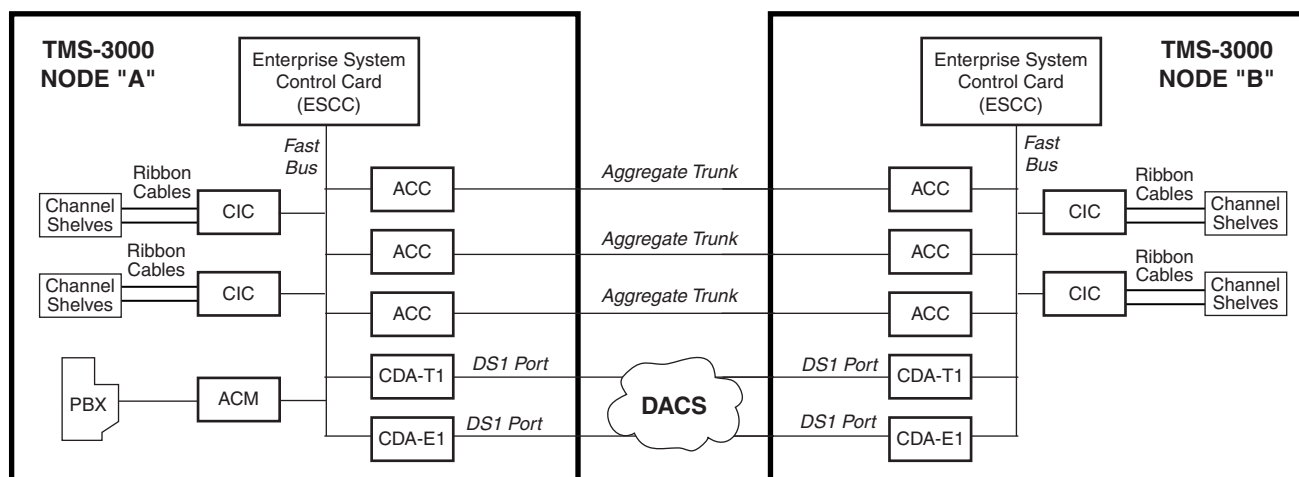 TMS-3000
NODE "A"
Enterprise System
Control Card
(ESCC)
Fast
Bus
Ribbon
Cables
Channel
Shelves
CIC
Ribbon
Cables
Channel
Shelves
CIC
PBX
ACM
ACC
ACC
ACC
CDA-T1
CDA-E1
DS1 Port
DS1 Port
Aggregate Trunk
Aggregate Trunk
Aggregate Trunk
DACS
TMS-3000
NODE "B"
Enterprise System
Control Card
(ESCC)
Fast
Bus
ACC
ACC
ACC
DS1 Port
CDA-T1
DS1 Port
CDA-E1
CIC
Ribbon
Cables
Channel
Shelves
CIC
Ribbon
Cables
Channel
Shelves